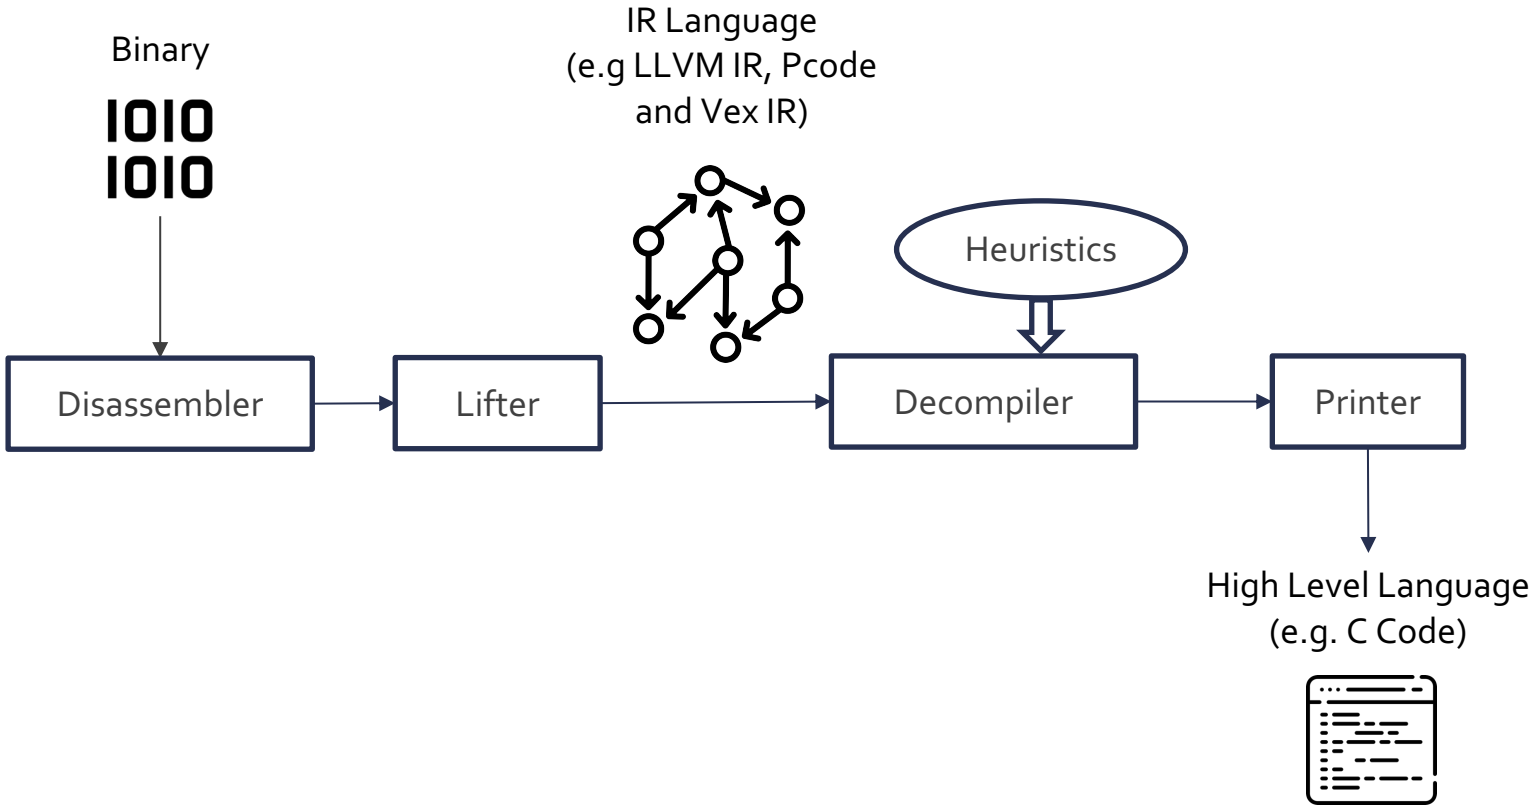 Binary
1010
1010
IR Language
(e.g LLVM IR, Pcode
and Vex IR)
Heuristics
Disassembler
Lifter
Decompiler
Printer
High Level Language
(e.g. C Code)